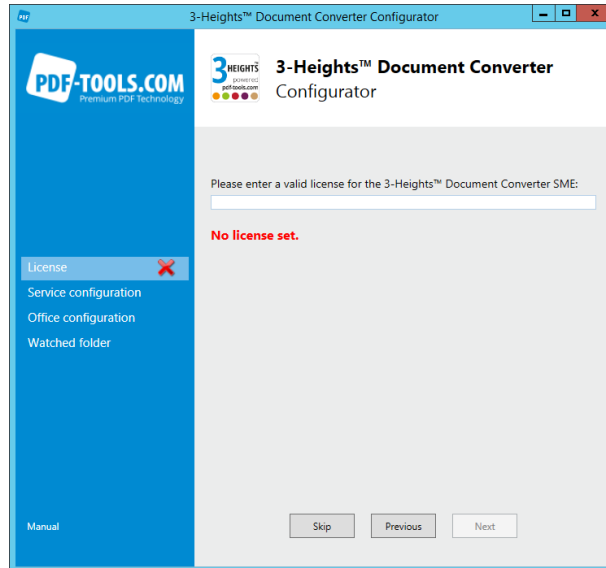 3-Heights™ Document Converter Configurator
PDF-TOOLS.COM
Premium PDF Technology
3-HEIGHTS™
powered
pdf-tools.com
3-Heights™ Document Converter
Configurator
Please enter a valid license for the 3-Heights™ Document Converter SME:
No license set.
License
Service configuration
Office configuration
Watched folder
Manual
Skip
Previous
Next